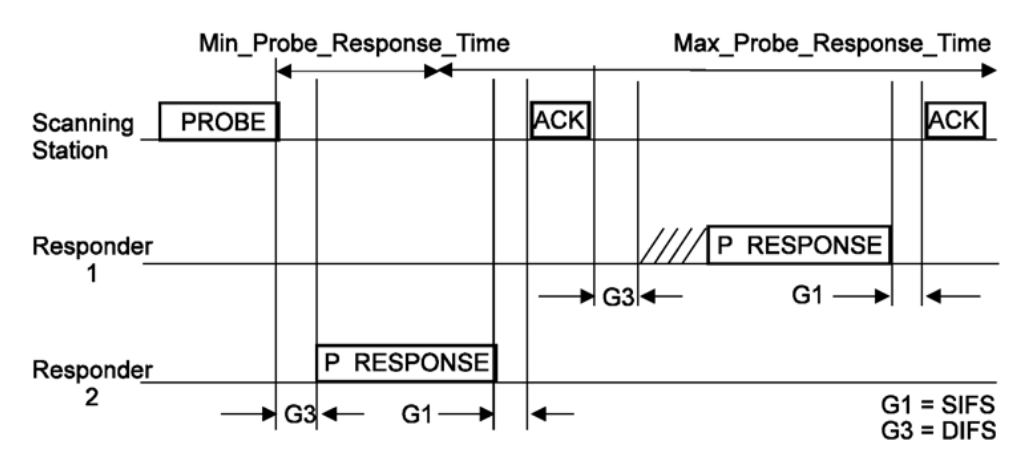 Min_Probe_Response_Time
Max_Probe_Response_Time
Scanning
Station
PROBE
ACK
ACK
Responder
1
P RESPONSE
G3
G1
Responder
2
P RESPONSE
G3
G1
G1 = SIFS
G3 = DIFS